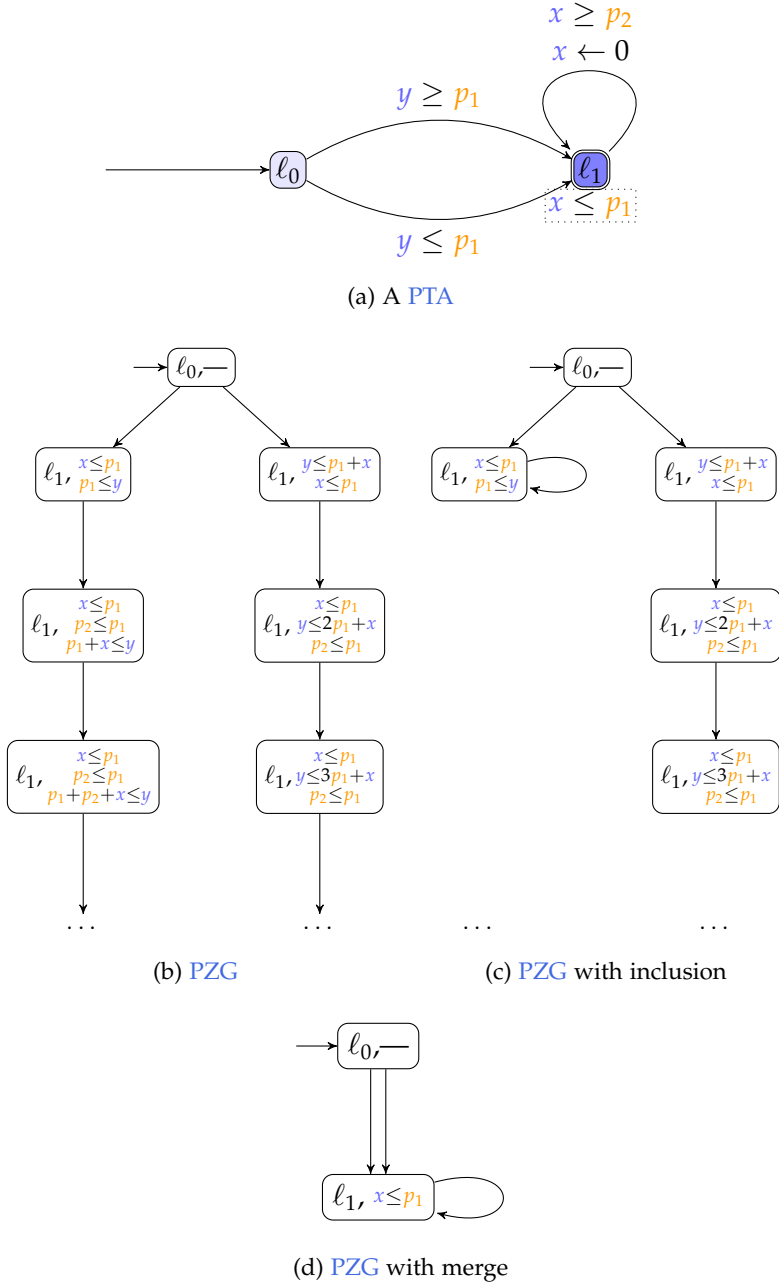 x ≥ p₂
x ← 0
y ≥ p₁
ℓ₀
ℓ₁
x ≤ p₁
y ≤ p₁
(a) A PTA
ℓ₀,—
ℓ₁, x≤p₁
p₁≤y
ℓ₁, y≤p₁+x
x≤p₁
ℓ₁, x≤p₁
p₂≤p₁
p₁+x≤y
ℓ₁, x≤p₁
y≤2p₁+x
p₂≤p₁
ℓ₁, x≤p₁
p₂≤p₁
p₁+p₂+x≤y
ℓ₁, x≤p₁
y≤3p₁+x
p₂≤p₁
... ...
(b) PZG
ℓ₀,—
ℓ₁, x≤p₁
p₁≤y
ℓ₁, y≤p₁+x
x≤p₁
ℓ₁, x≤p₁
y≤2p₁+x
p₂≤p₁
ℓ₁, x≤p₁
y≤3p₁+x
p₂≤p₁
... ...
(c) PZG with inclusion
ℓ₀,—
ℓ₁, x≤p₁
(d) PZG with merge